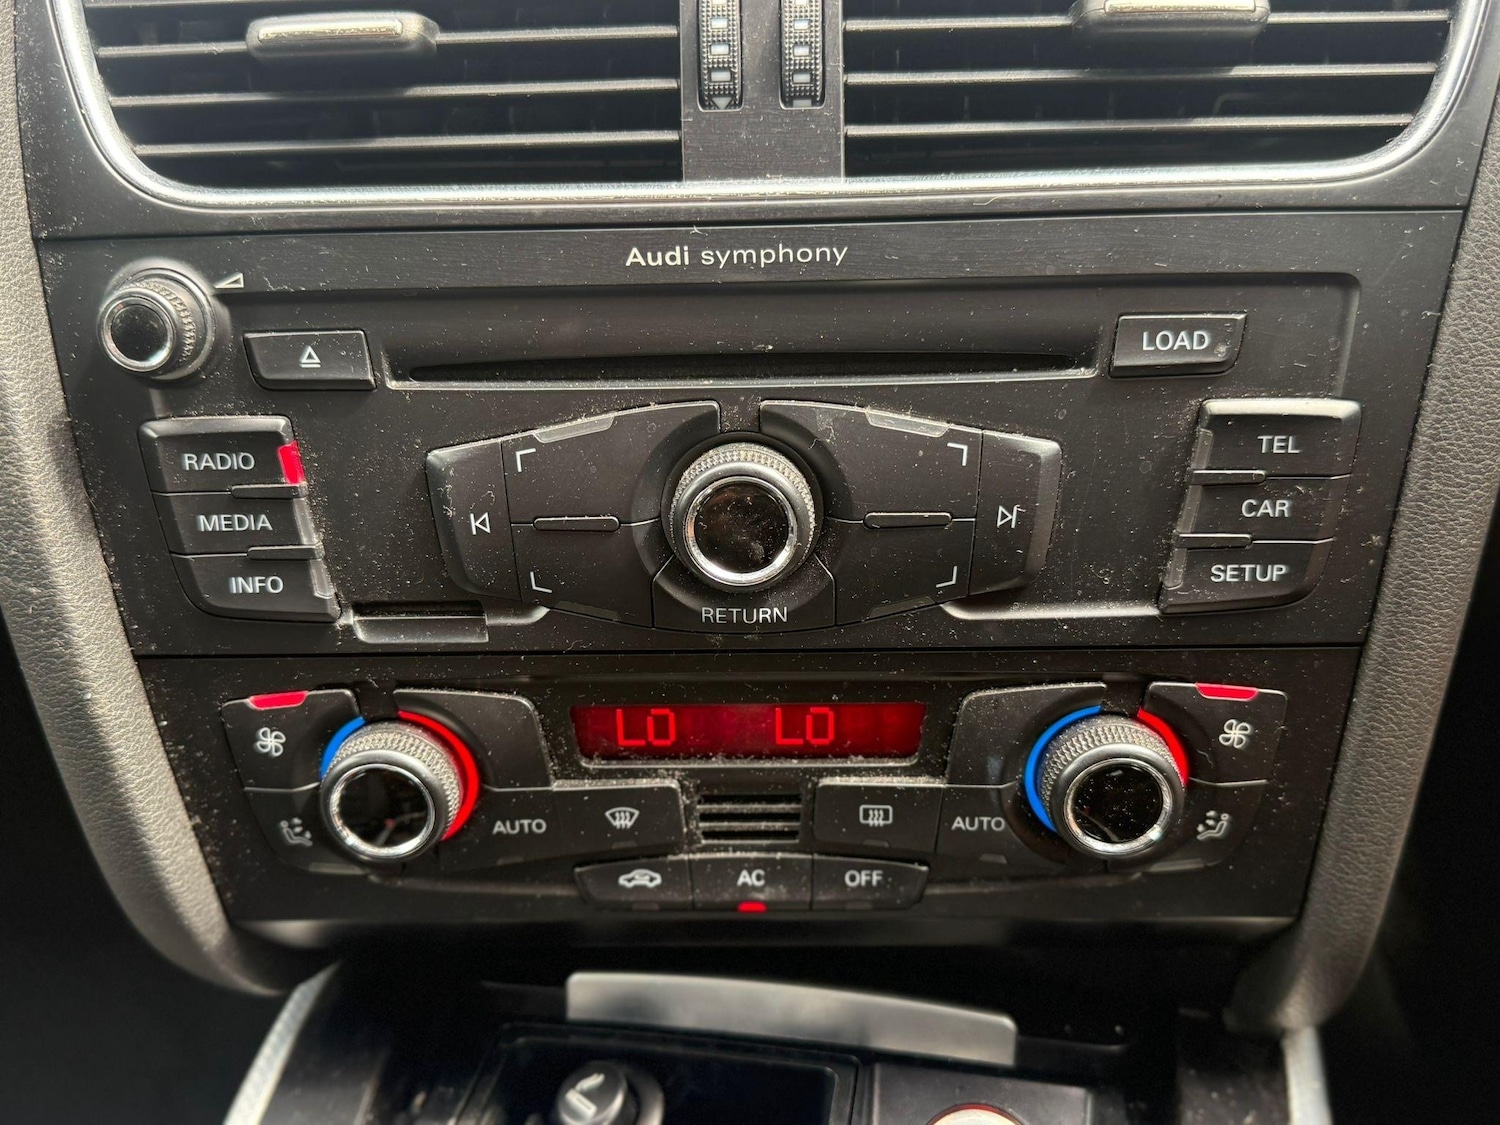 Audi symphony
LOAD
RADIO
TEL
MEDIA
CAR
INFO
SETUP
RETURN
LO LO
AUTO
AUTO
AC
OFF